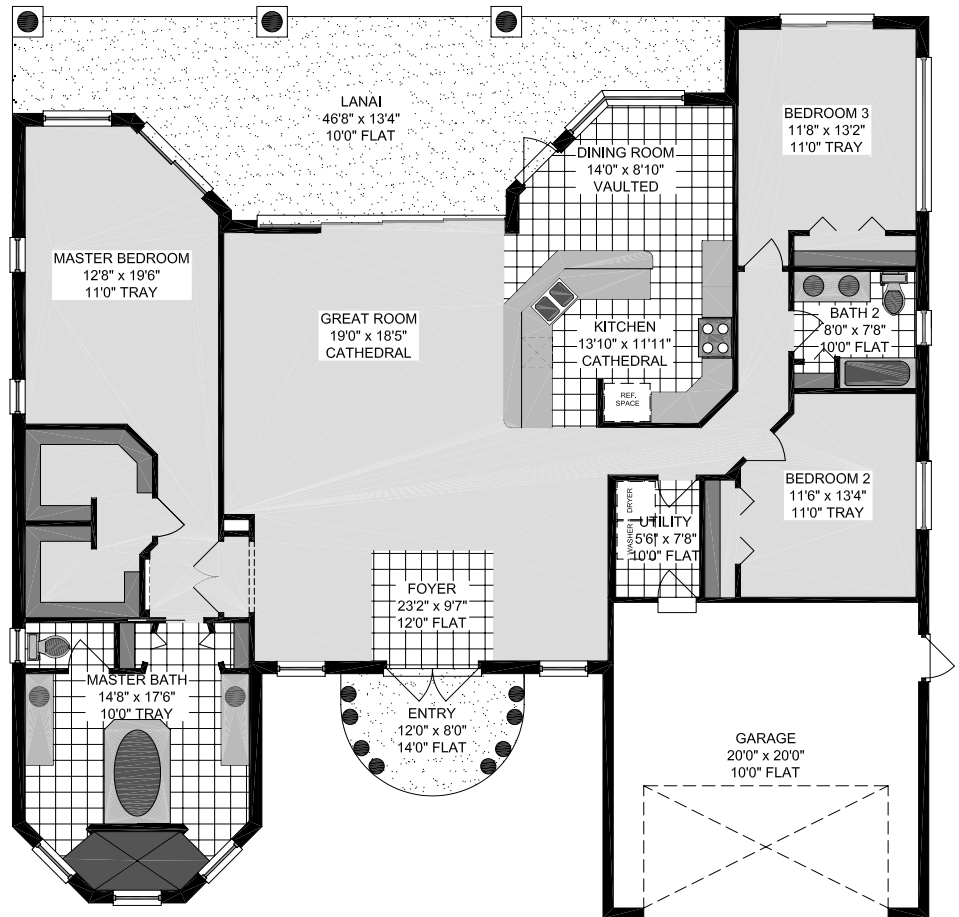 LANAI
46'8" x 13'4"
10'0" FLAT
BEDROOM 3
11'8" x 13'2"
11'0" TRAY
DINING ROOM
14'0" x 8'10"
VAULTED
MASTER BEDROOM
12'8" x 19'6"
11'0" TRAY
GREAT ROOM
19'0" x 18'5"
CATHEDRAL
KITCHEN
13'10" x 11'11"
CATHEDRAL
BATH 2
8'0" x 7'8"
10'0" FLAT
REF.
SPACE
BEDROOM 2
11'6" x 13'4"
11'0" TRAY
WASHER
DRYER
UTILITY
5'6" x 7'8"
10'0" FLAT
FOYER
23'2" x 9'7"
12'0" FLAT
MASTER BATH
14'8" x 17'6"
10'0" TRAY
ENTRY
12'0" x 8'0"
14'0" FLAT
GARAGE
20'0" x 20'0"
10'0" FLAT